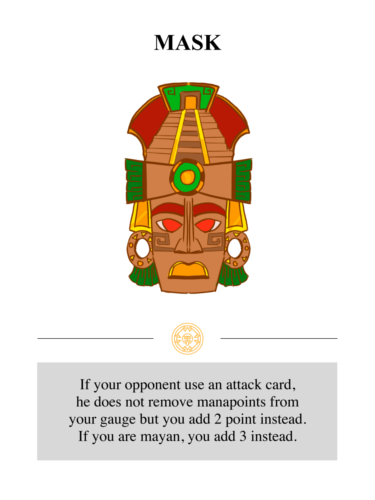 MASK
If your opponent use an attack card,
he does not remove manapoints from
your gauge but you add 2 point instead.
If you are mayan, you add 3 instead.